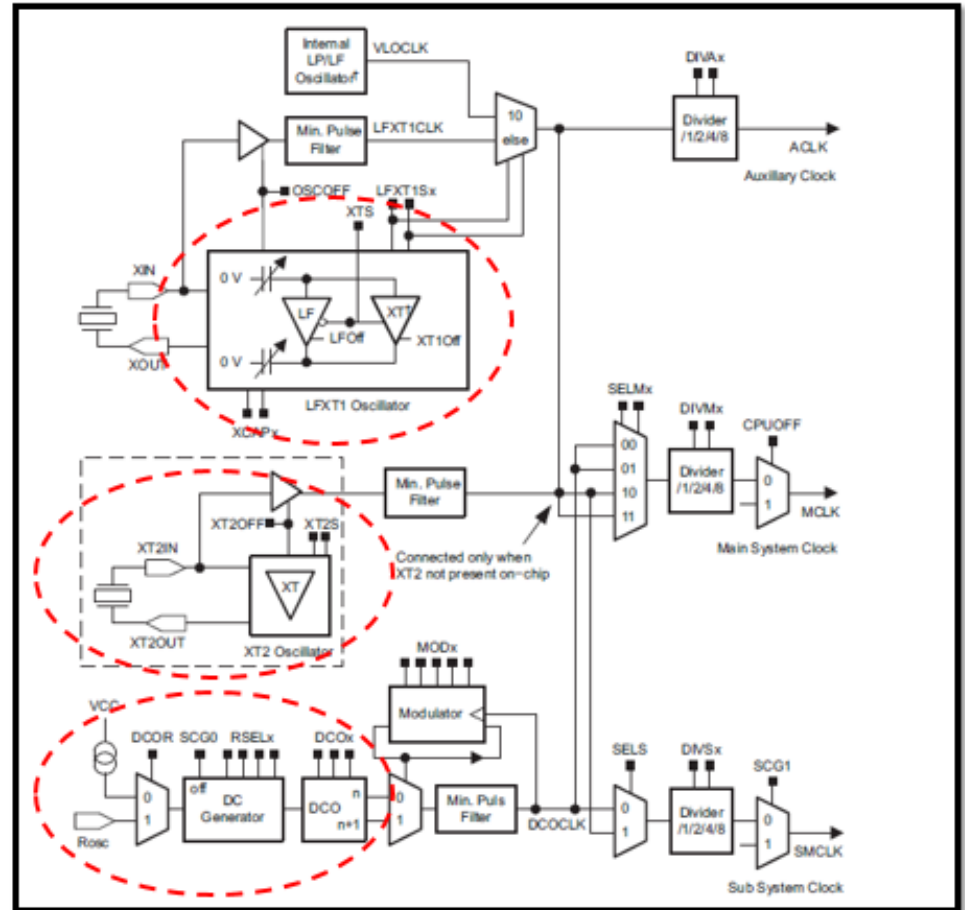 Internal
LP/LF
Oscillator†
VLOCLK
DIVAx
10
else
Min. Pulse
Filter
LFXT1CLK
Divider
/1/2/4/8
ACLK
Auxillary Clock
OSCOFF
LFXT1Sx
XTS
XIN
0 V
LF
XT†
LFOff
XT1Off
0 V
XOUT
LFXT1 Oscillator
XCAPx
SELMx
DIVMx
CPUOFF
00
01
10
11
Divider
/1/2/4/8
0
1
MCLK
Main System Clock
Min. Pulse
Filter
XT2OFF
XT2S
XT2IN
XT
XT2OUT
XT2 Oscillator
Connected only when
XT2 not present on-chip
MODx
Modulator
VCC
DCOR
SCG0
RSELx
DCOx
0
1
off
DC
Generator
DCO
n
n+1
0
1
Min. Puls
Filter
DCOCLK
Rosc
SELS
DIVSx
SCG1
0
1
Divider
/1/2/4/8
0
1
SMCLK
Sub System Clock